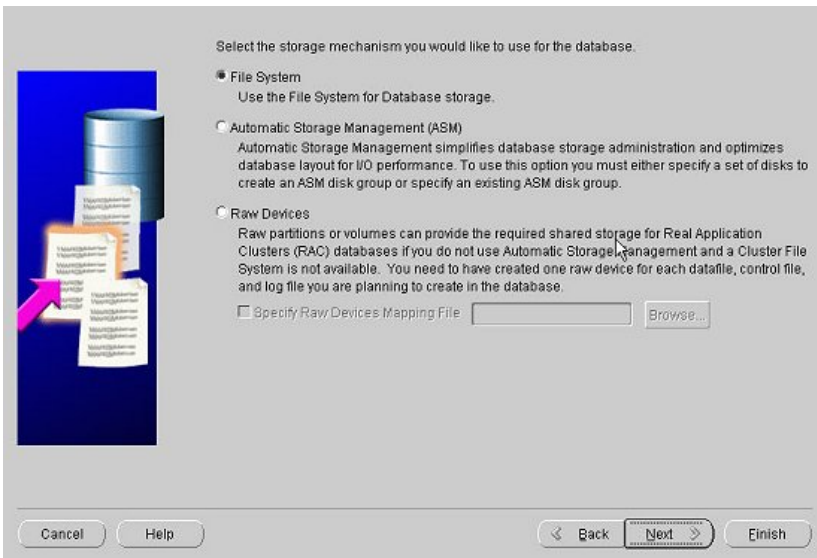 Select the storage mechanism you would like to use for the database.
File System
Use the File System for Database storage.
Automatic Storage Management (ASM)
Automatic Storage Management simplifies database storage administration and optimizes
database layout for I/O performance. To use this option you must either specify a set of disks to
create an ASM disk group or specify an existing ASM disk group.
Raw Devices
Raw partitions or volumes can provide the required shared storage for Real Application
Clusters (RAC) databases if you do not use Automatic Storage Management and a Cluster File
System is not available. You need to have created one raw device for each datafile, control file,
and log file you are planning to create in the database.
Specify Raw Devices Mapping File
Browse...
Cancel
Help
Back
Next
Finish